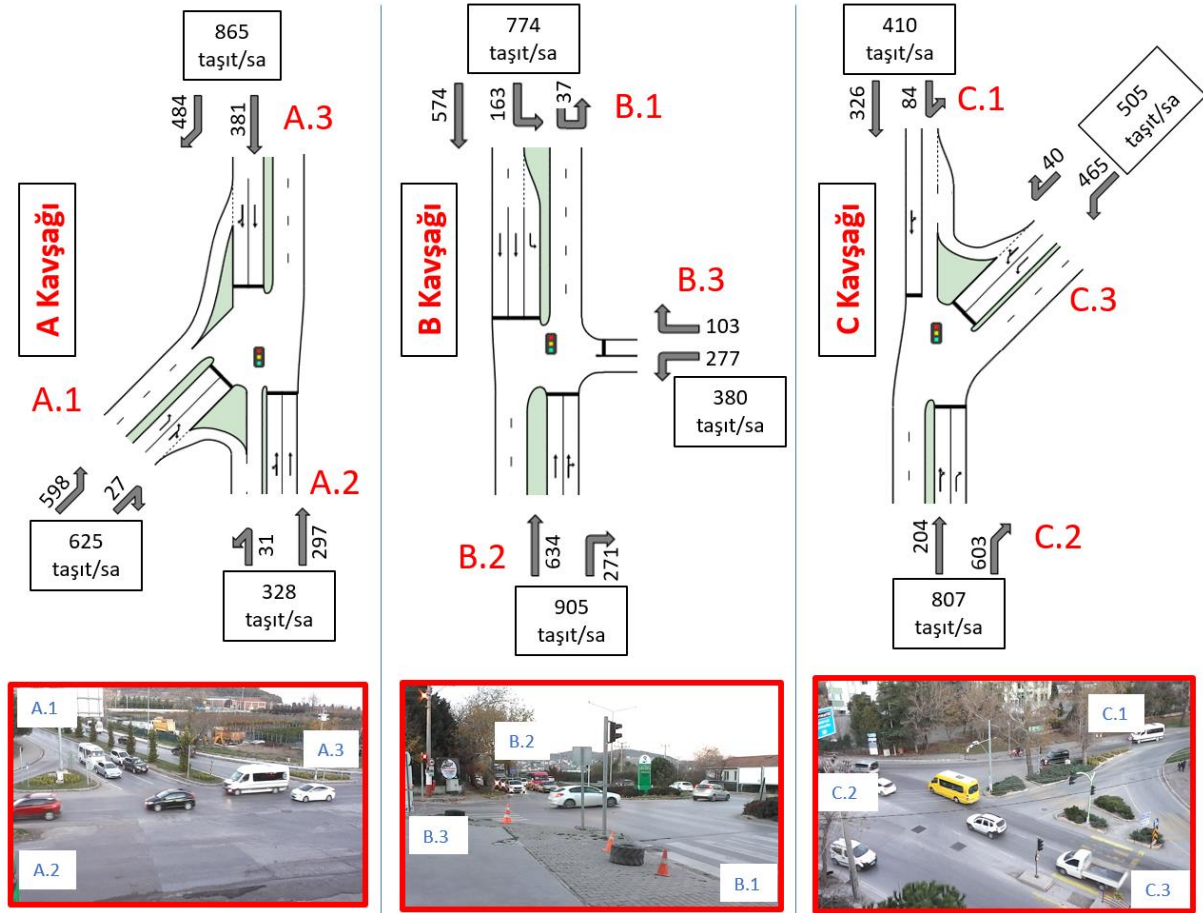 865
taşıt/sa
484
381
A.3
A Kavşağı
A.1
598
27
625
taşıt/sa
A.2
31
297
328
taşıt/sa
774
taşıt/sa
574
163
37
B.1
B Kavşağı
B.3
103
277
380
taşıt/sa
B.2
634
271
905
taşıt/sa
410
taşıt/sa
326
84
C.1
505
taşıt/sa
40
465
C Kavşağı
C.3
204
603
C.2
807
taşıt/sa
A.1
A.3
A.2
B.2
B.3
B.1
C.1
C.2
C.3